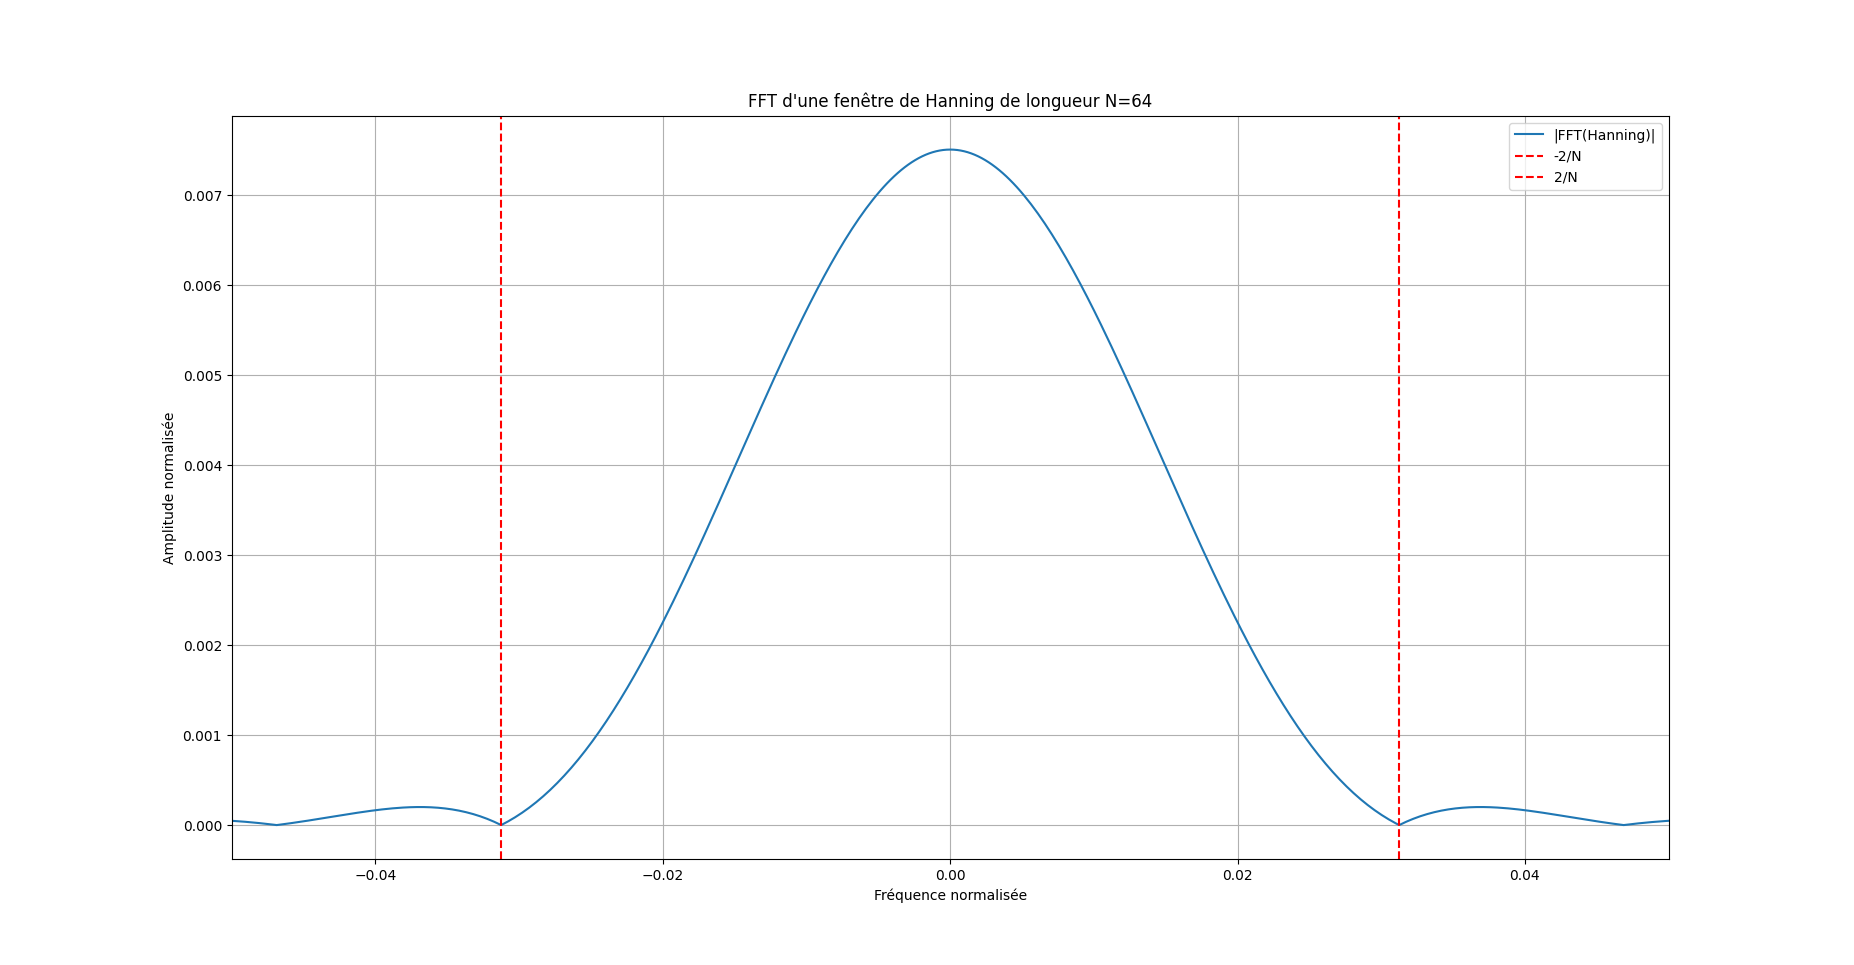 FFT d'une fenêtre de Hanning de longueur N=64
|FFT(Hanning)|
-2/N
2/N
0.007
0.006
0.005
0.004
0.003
0.002
0.001
0.000
Amplitude normalisée
−0.04
−0.02
0.00
0.02
0.04
Fréquence normalisée